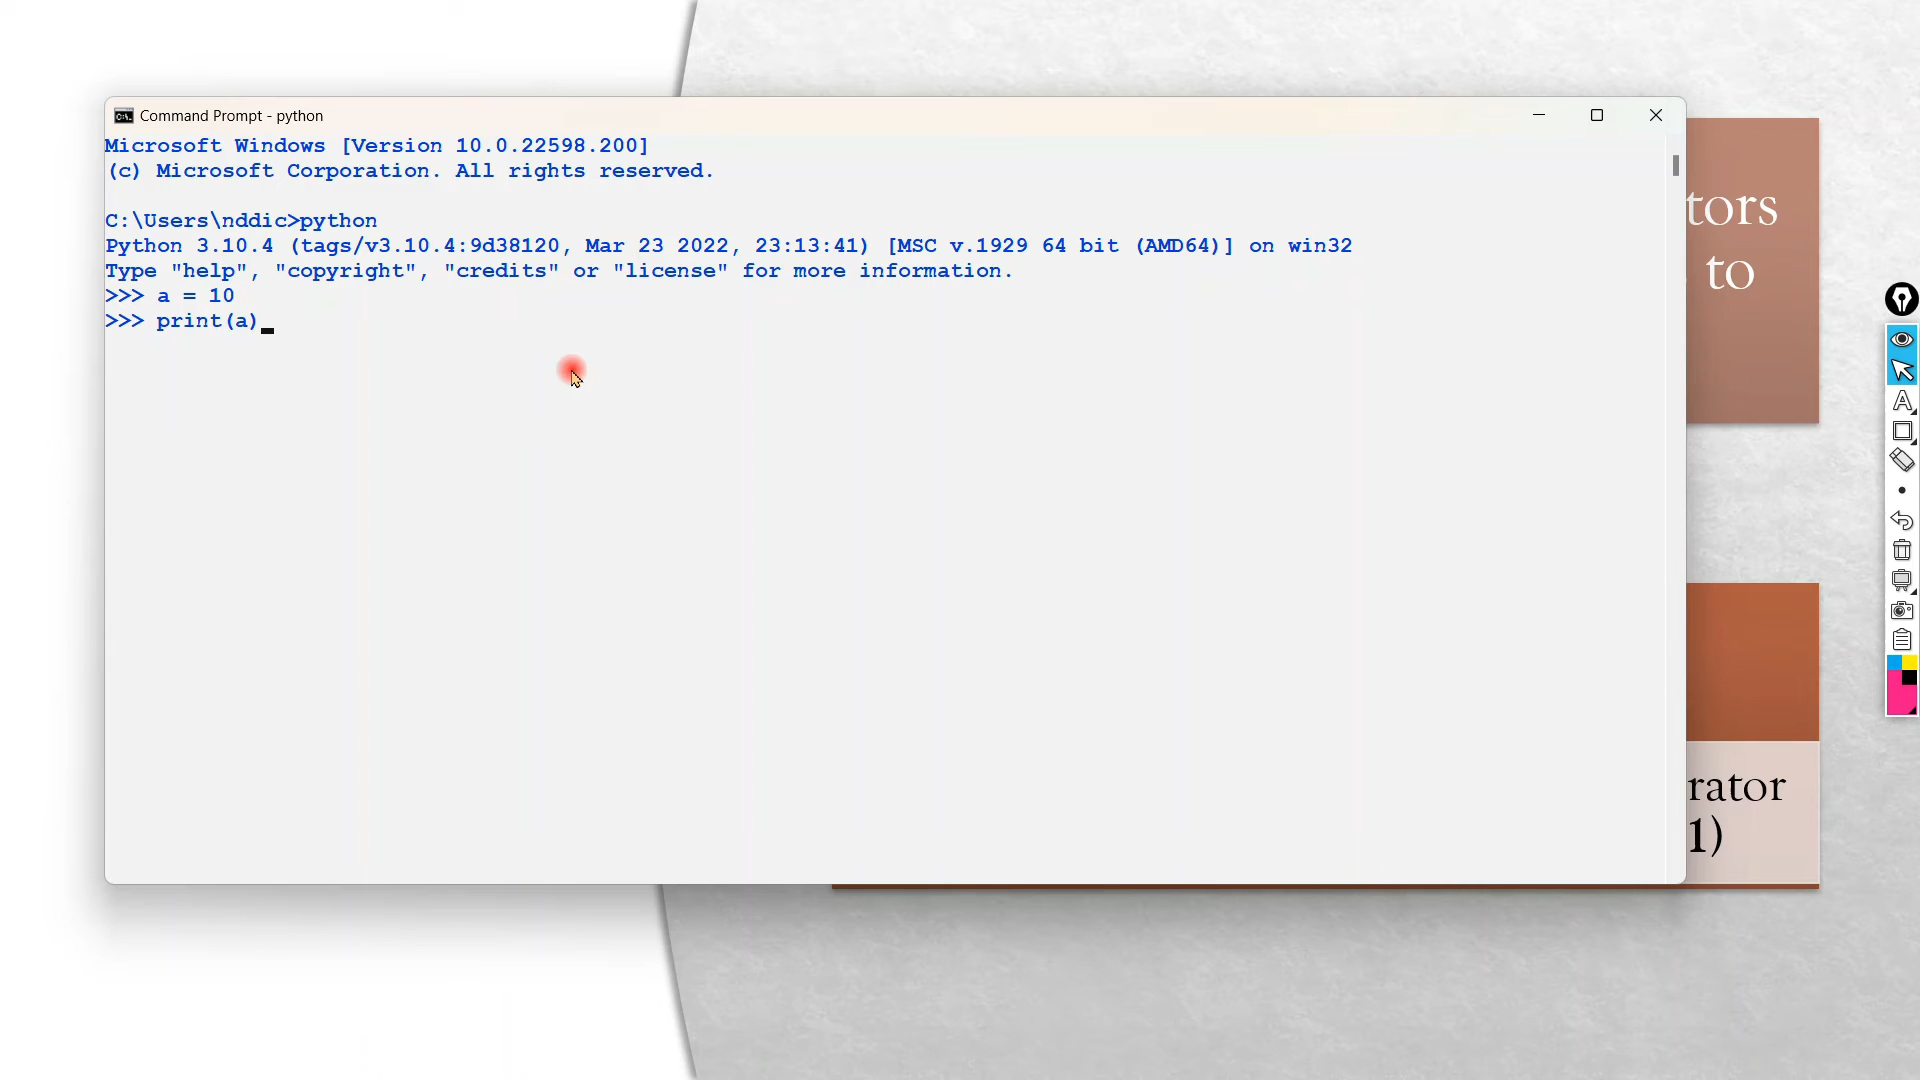 Command Prompt - python
Microsoft Windows [Version 10.0.22598.200]
(c) Microsoft Corporation. All rights reserved.
C:\Users\nddic>python
Python 3.10.4 (tags/v3.10.4:9d38120, Mar 23 2022, 23:13:41) [MSC v.1929 64 bit (AMD64)] on win32
Type "help", "copyright", "credits" or "license" for more information.
>>> a = 10
>>> print(a)
tors
to
rator
1)